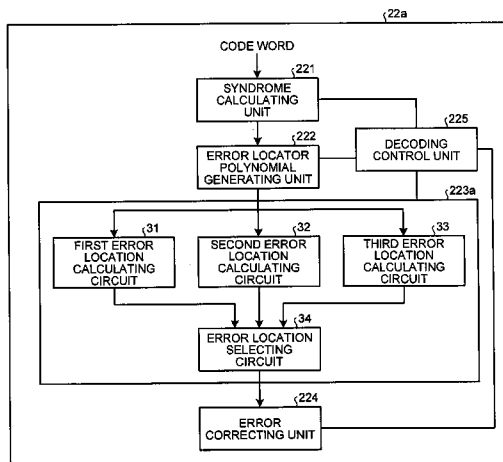 22a
CODE WORD
221
SYNDROME
CALCULATING
UNIT
222
ERROR LOCATOR
POLYNOMIAL
GENERATING UNIT
225
DECODING
CONTROL UNIT
223a
31
FIRST ERROR
LOCATION
CALCULATING
CIRCUIT
32
SECOND ERROR
LOCATION
CALCULATING
CIRCUIT
33
THIRD ERROR
LOCATION
CALCULATING
CIRCUIT
34
ERROR LOCATION
SELECTING
CIRCUIT
224
ERROR
CORRECTING UNIT